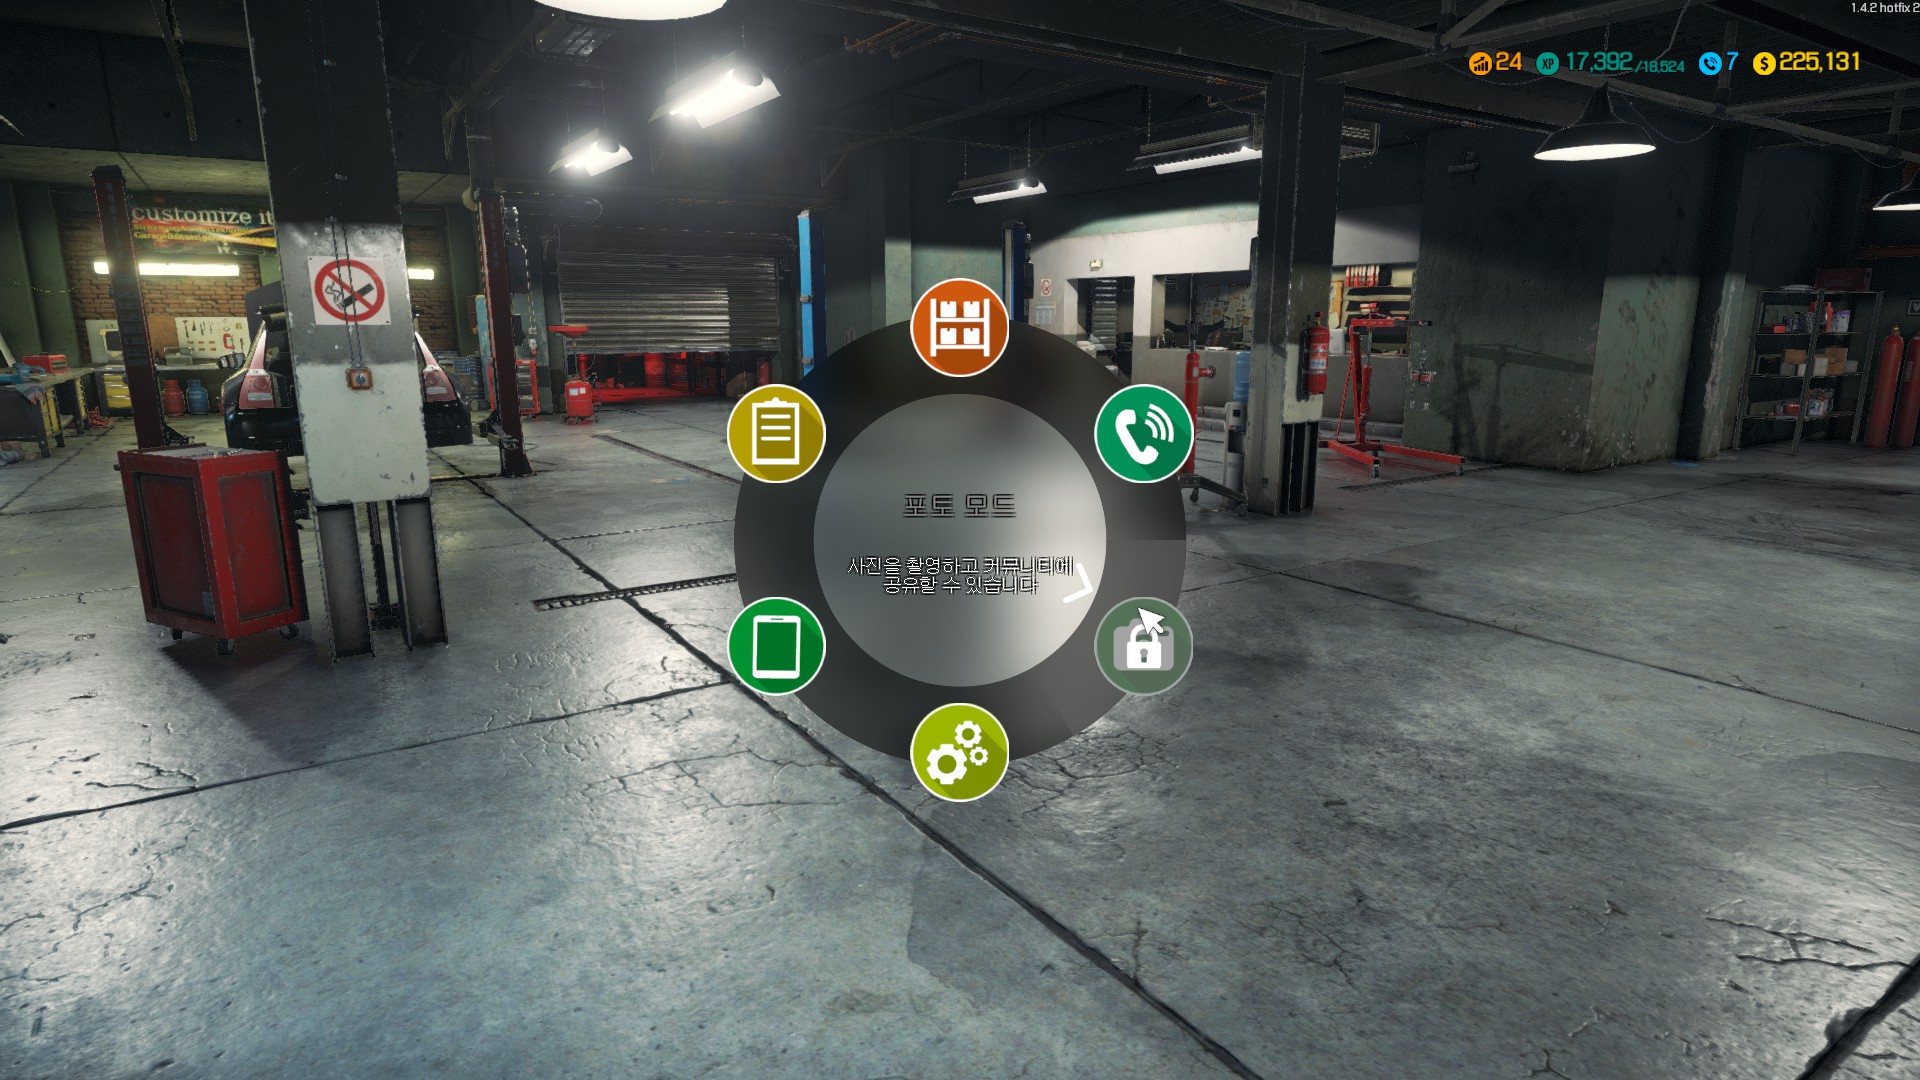 1.4.2 hotfix 2
24 XP 17,392/18,524 7 $ 225,131
customize it
포토 모드
사진을 촬영하고 커뮤니티에
공유할 수 있습니다